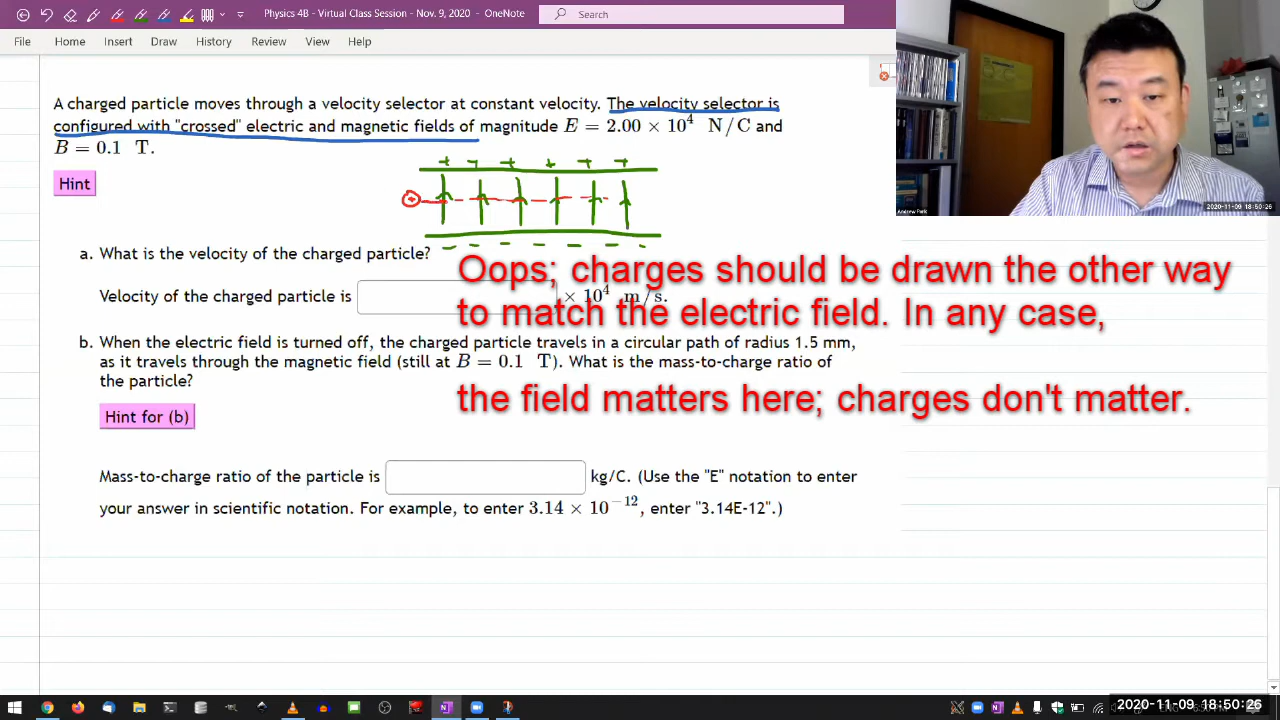 Physics 4B - Virtual Class Session - Nov. 9, 2020 - OneNote
Search
File Home Insert Draw History Review View Help
A charged particle moves through a velocity selector at constant velocity. The velocity selector is
configured with "crossed" electric and magnetic fields of magnitude E = 2.00 × 10⁴ N/C and
B = 0.1 T.
Hint
+ + + + + +
- - - - - -
a. What is the velocity of the charged particle?
Velocity of the charged particle is × 10⁴ m/s.
Oops; charges should be drawn the other way
to match the electric field. In any case,
the field matters here; charges don't matter.
b. When the electric field is turned off, the charged particle travels in a circular path of radius 1.5 mm,
as it travels through the magnetic field (still at B = 0.1 T). What is the mass-to-charge ratio of
the particle?
Hint for (b)
Mass-to-charge ratio of the particle is kg/C. (Use the "E" notation to enter
your answer in scientific notation. For example, to enter 3.14 × 10⁻¹², enter "3.14E-12".)
Andrew Park
2020-11-09 18:50:26
2020-11-09 18:50:26